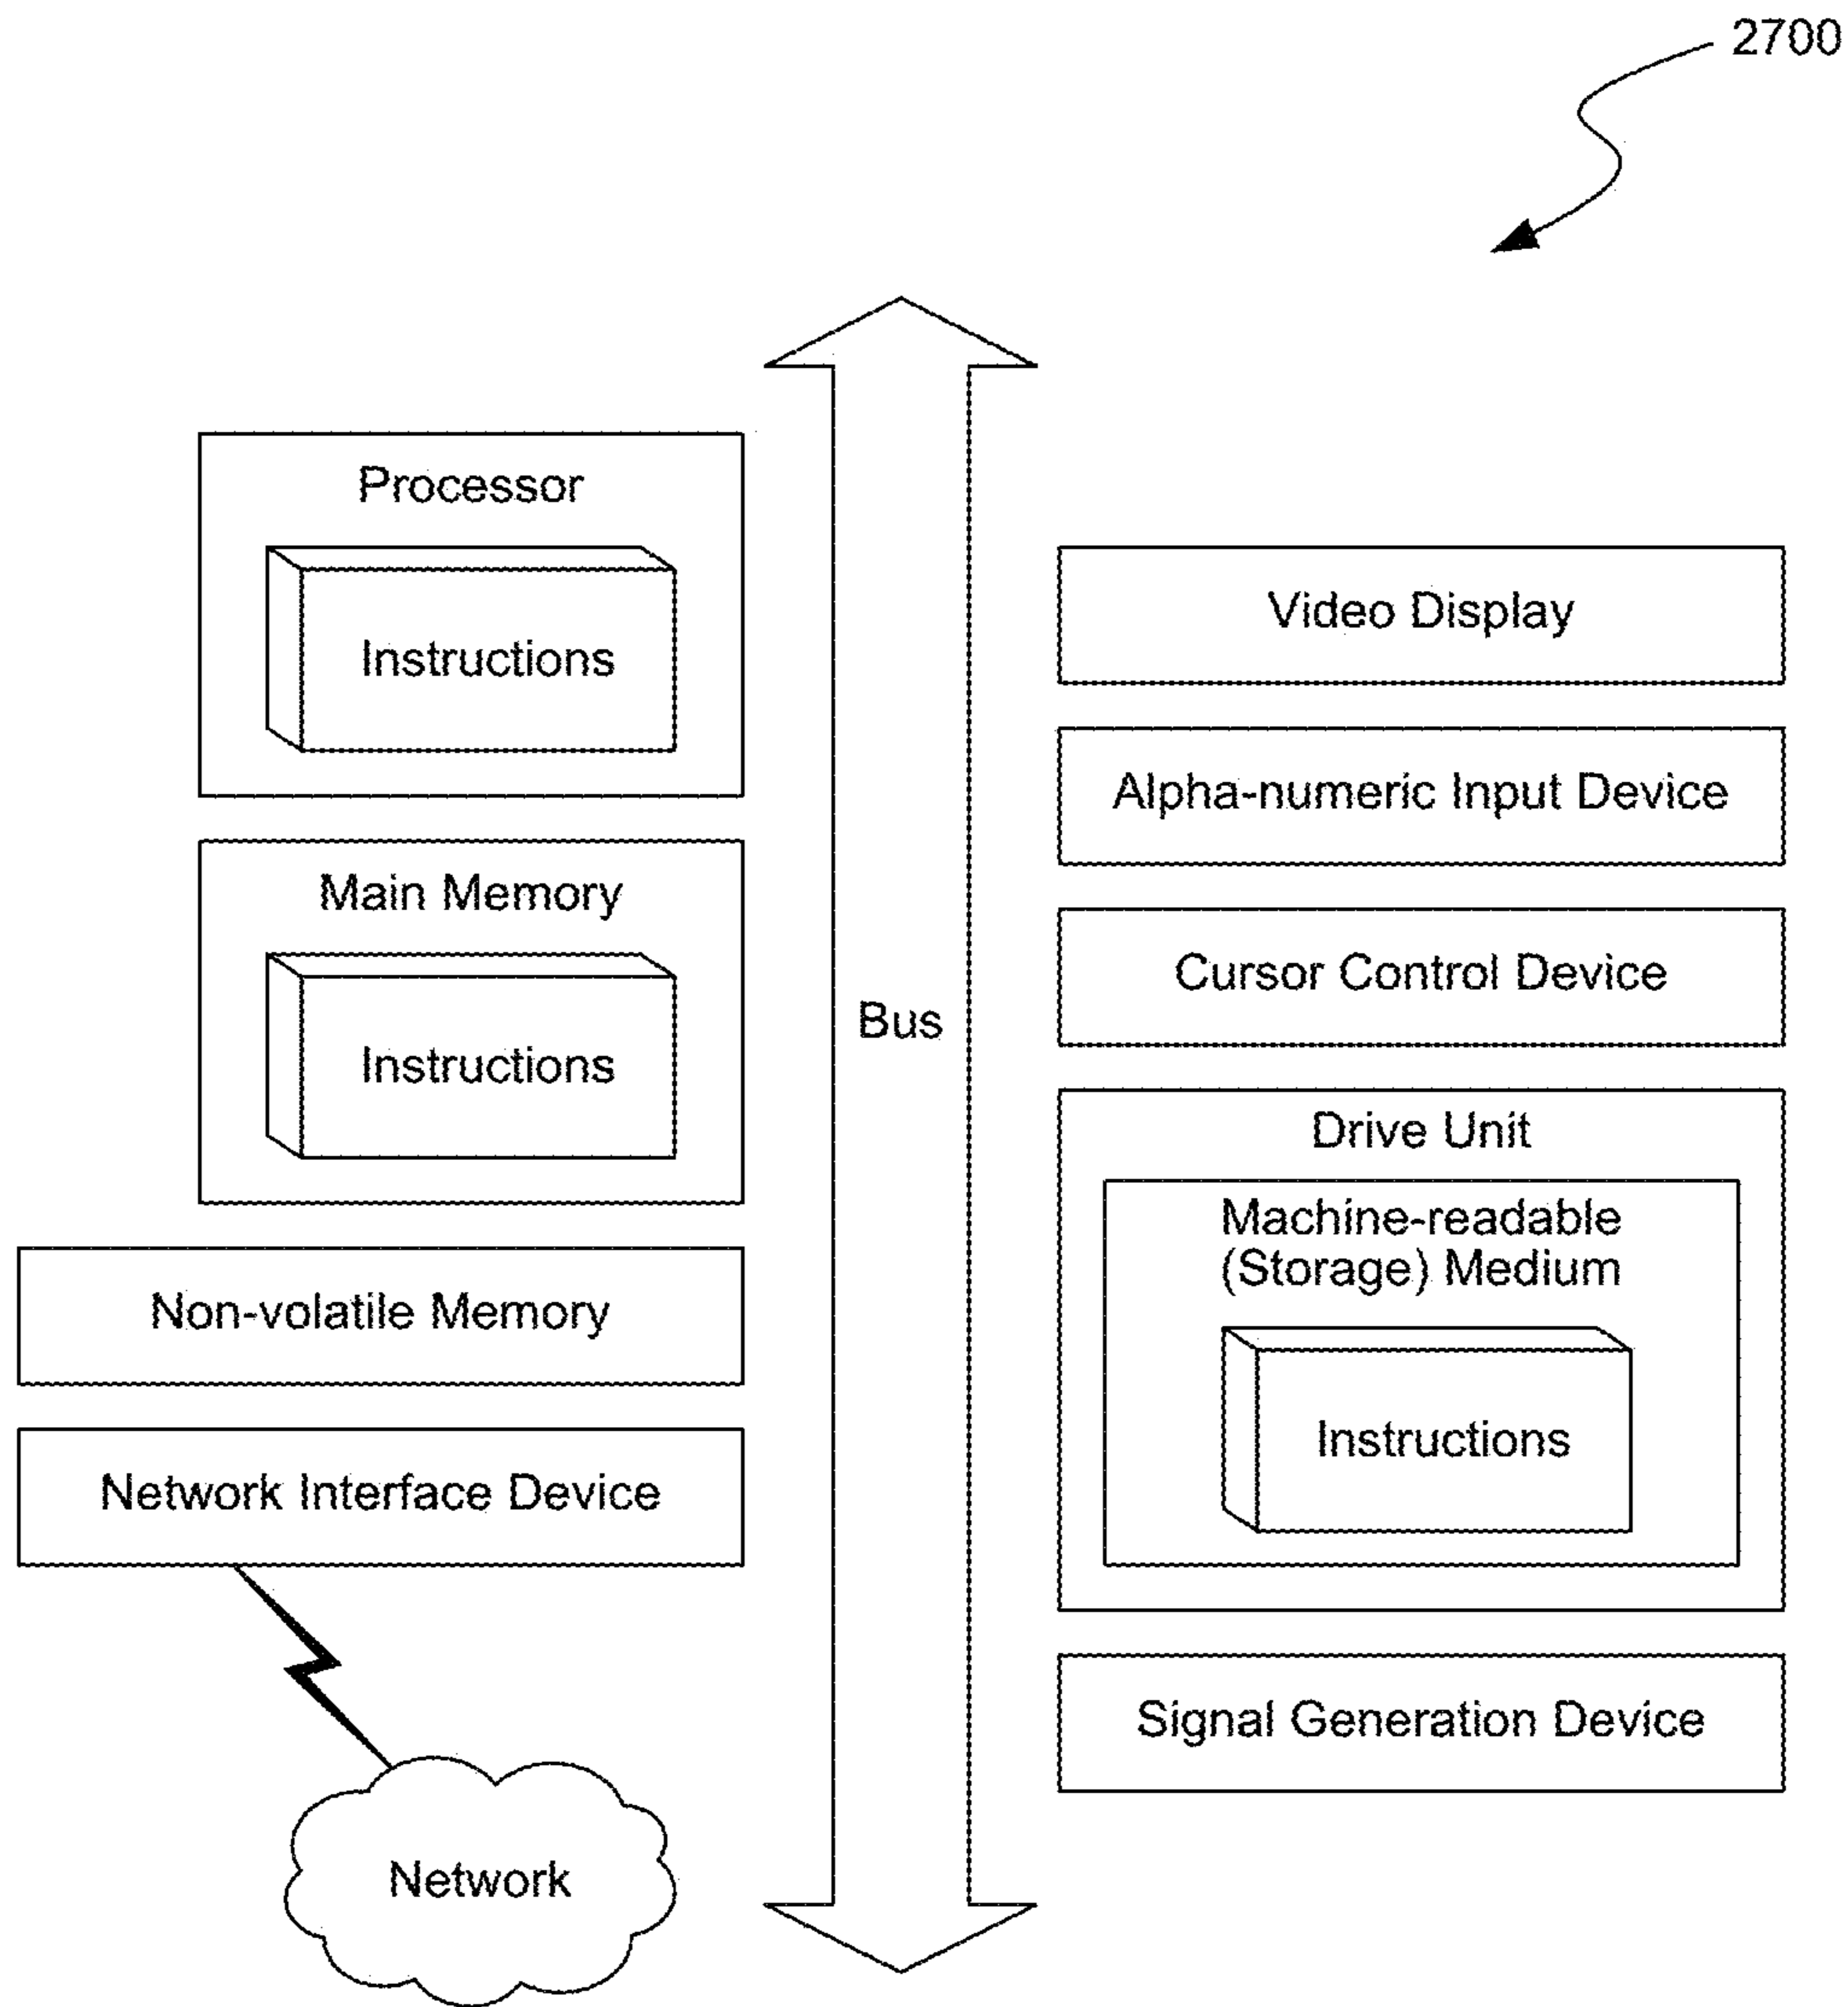 2700
Processor
Instructions
Main Memory
Instructions
Non-volatile Memory
Network Interface Device
Network
Bus
Video Display
Alpha-numeric Input Device
Cursor Control Device
Drive Unit
Machine-readable
(Storage) Medium
Instructions
Signal Generation Device